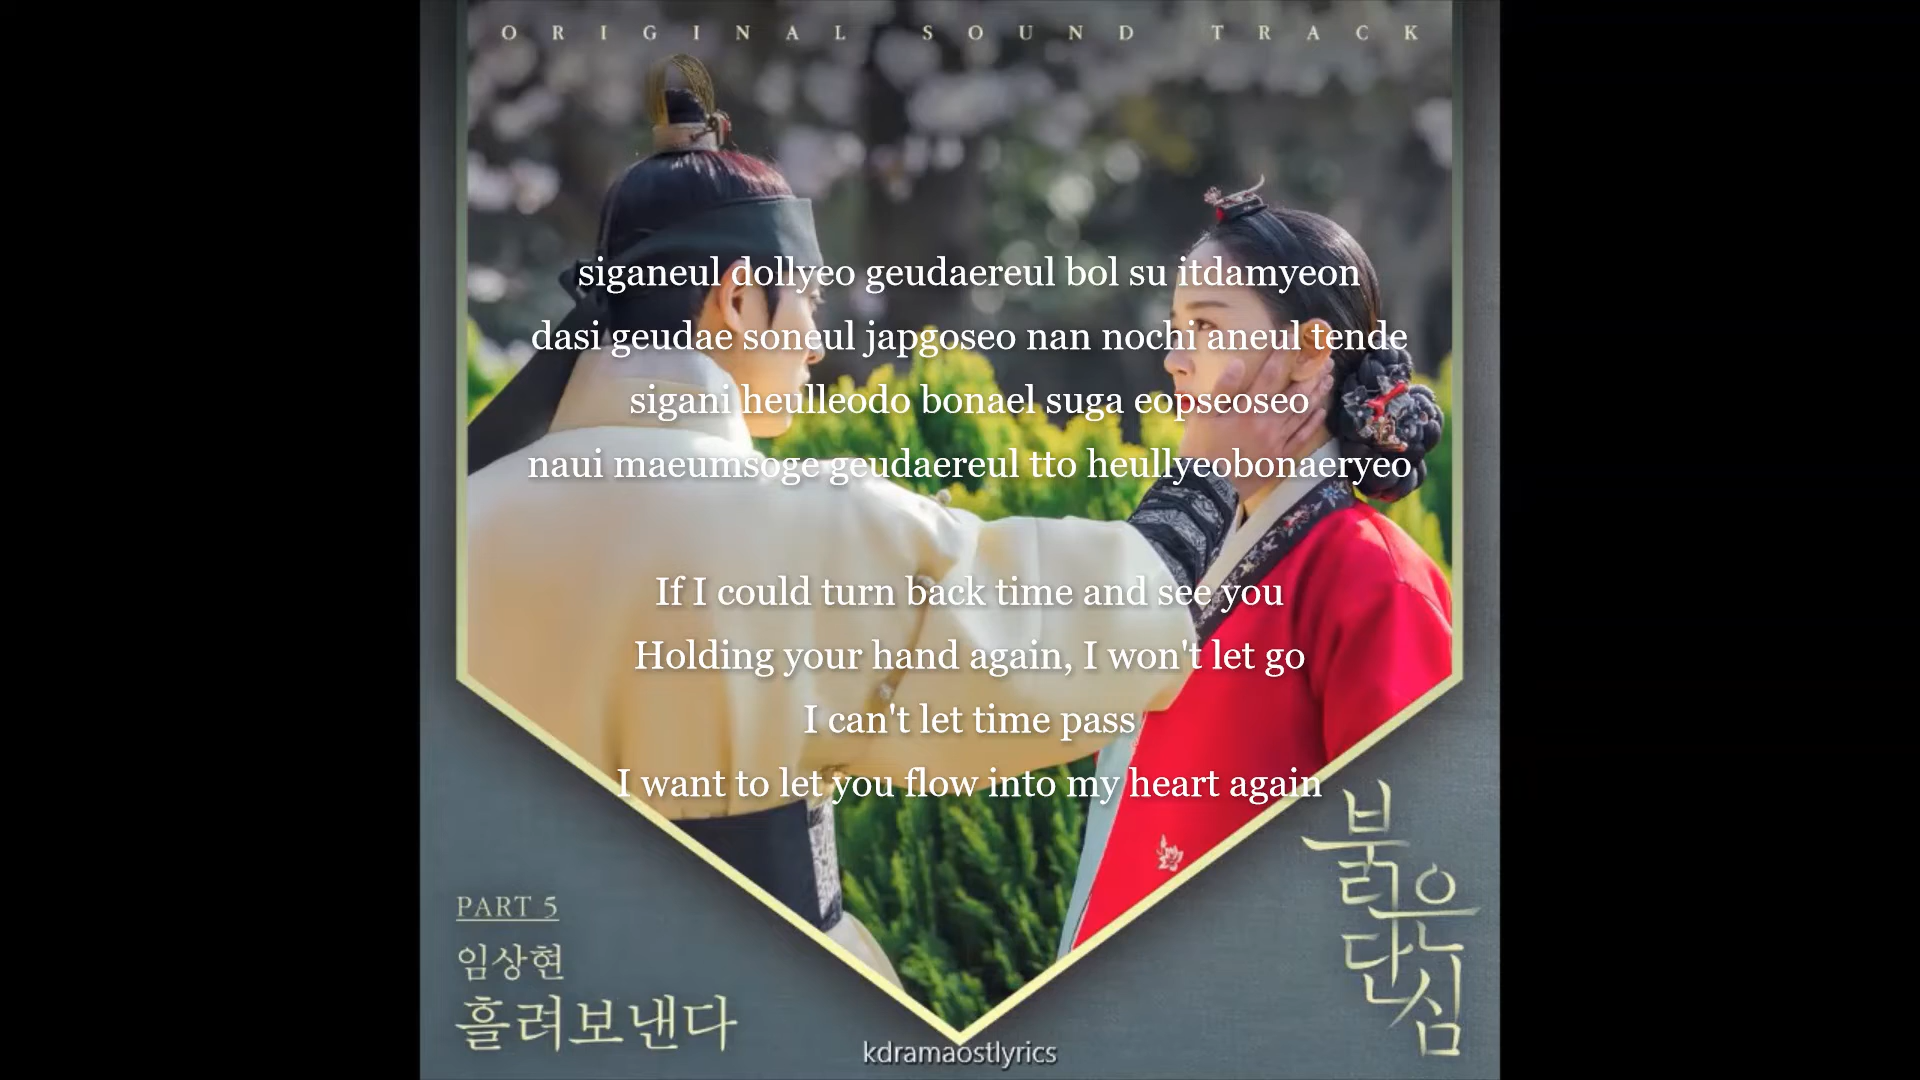 ORIGINAL SOUND TRACK
siganeul dollyeo geudaereul bol su itdamyeon
dasi geudae soneul japgoseo nan nochi aneul tende
sigani heulleodo bonael suga eopseoseo
naui maeumsoge geudaereul tto heullyeobonaeryeo
If I could turn back time and see you
Holding your hand again, I won't let go
I can't let time pass
I want to let you flow into my heart again
붉은
단심
PART 5
임상현
흘려보낸다
kdramaostlyrics